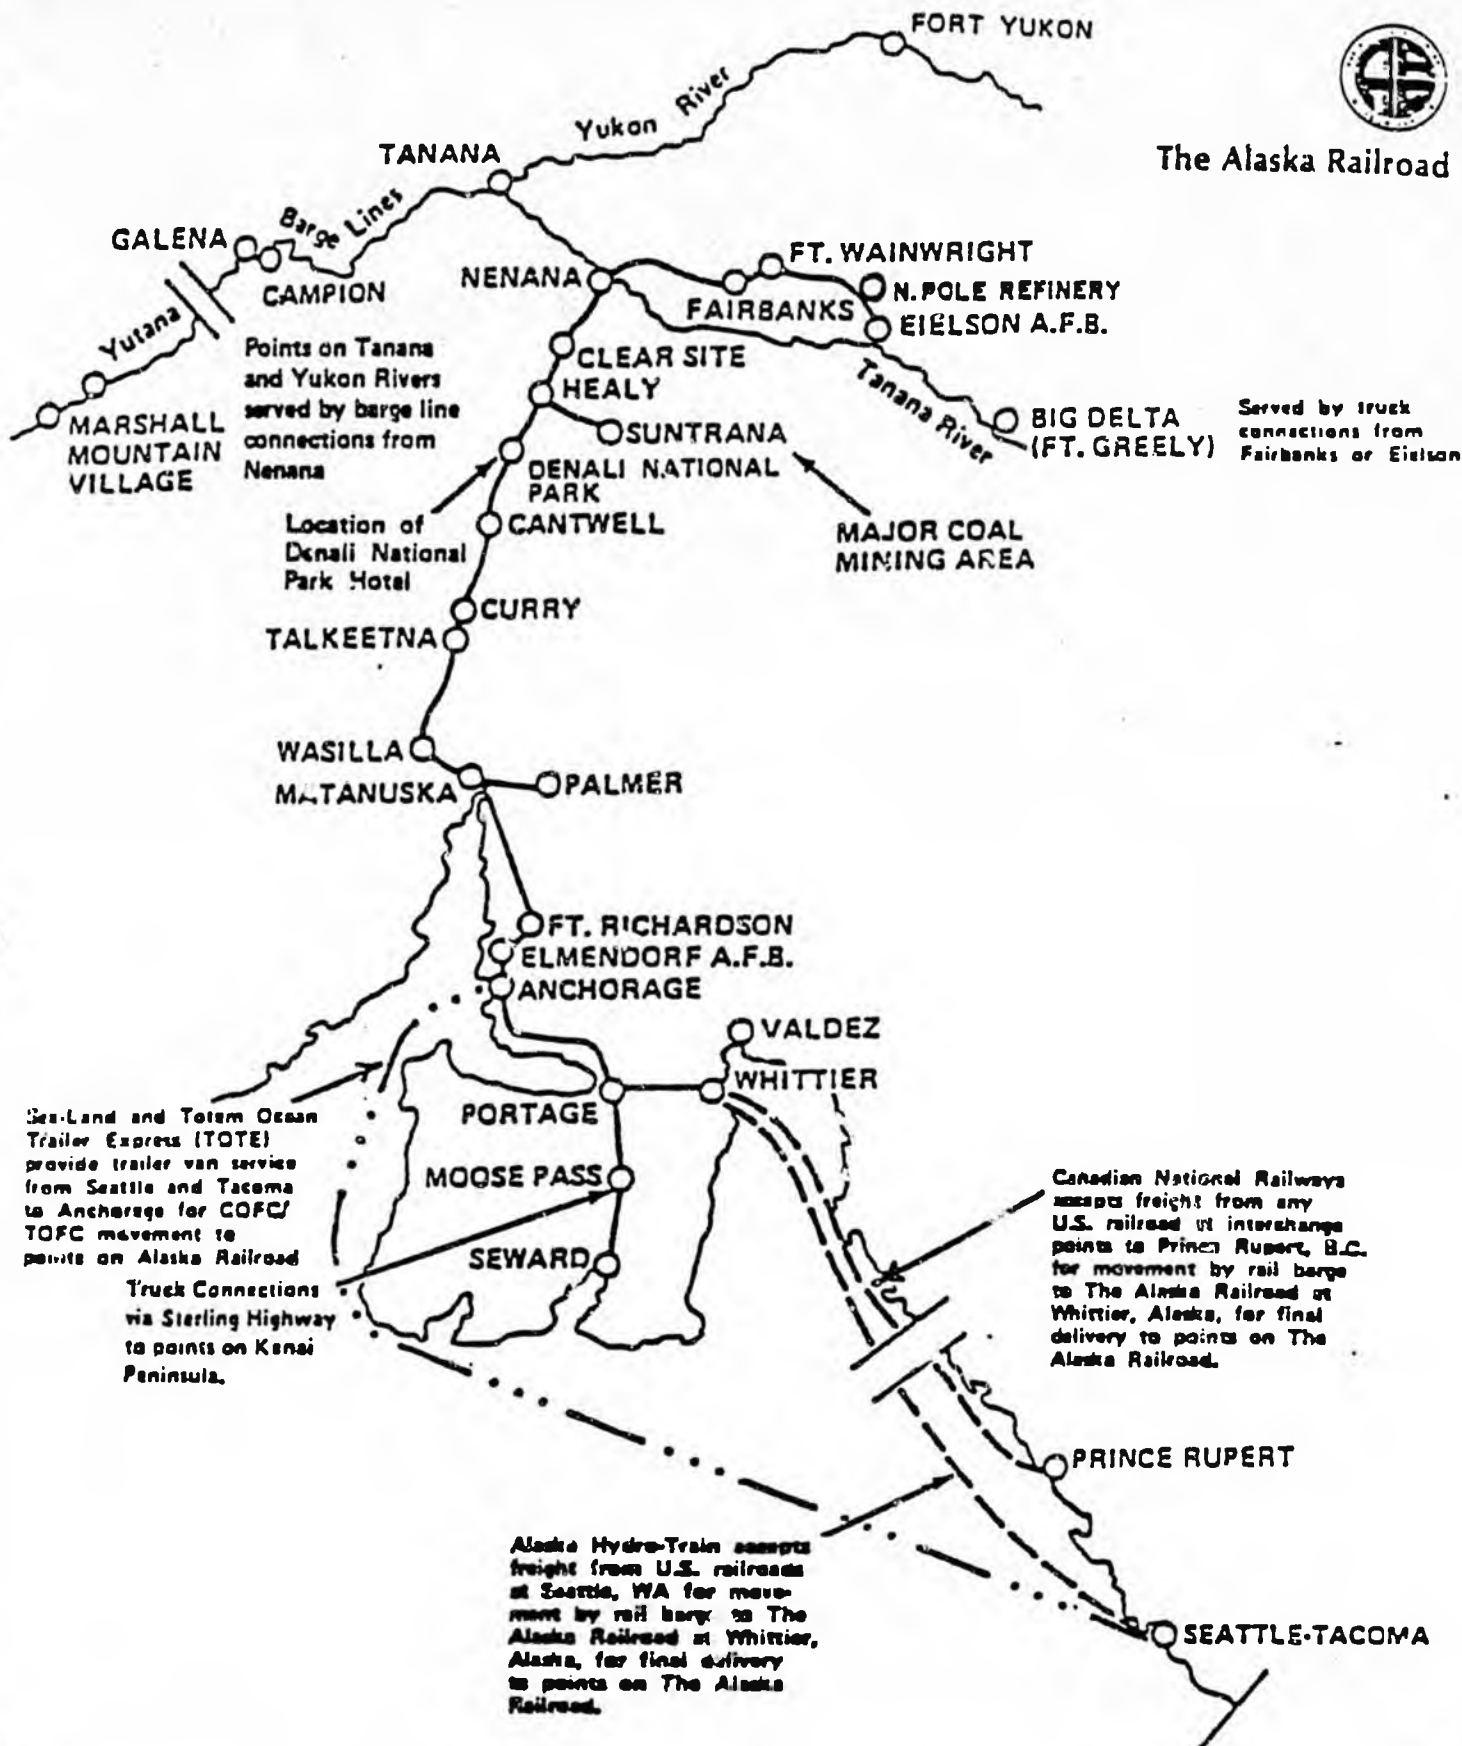 FORT YUKON
The Alaska Railroad
Yukon River
TANANA
Barge Lines
GALENA
CAMPION
Yutana
MARSHALL
MOUNTAIN
VILLAGE
Points on Tanana
and Yukon Rivers
served by barge line
connections from
Nenana
NENANA
FT. WAINWRIGHT
FAIRBANKS
N. POLE REFINERY
EIELSON A.F.B.
Tanana River
BIG DELTA
(FT. GREELY)
Served by truck
connections from
Fairbanks or Eielson
CLEAR SITE
HEALY
SUNTRANA
DENALI NATIONAL
PARK
Location of
Denali National
Park Hotel
CANTWELL
MAJOR COAL
MINING AREA
CURRY
TALKEETNA
WASILLA
MATANUSKA
PALMER
FT. RICHARDSON
ELMENDORF A.F.B.
ANCHORAGE
VALDEZ
WHITTIER
PORTAGE
Sea-Land and Totem Ocean
Trailer Express (TOTE)
provide trailer van service
from Seattle and Tacoma
to Anchorage for COFC/
TOFC movement to
points on Alaska Railroad
MOOSE PASS
SEWARD
Truck Connections
via Sterling Highway
to points on Kenai
Peninsula.
Canadian National Railways
accepts freight from any
U.S. railroad at interchange
points to Prince Rupert, B.C.
for movement by rail barge
to The Alaska Railroad at
Whittier, Alaska, for final
delivery to points on The
Alaska Railroad.
PRINCE RUPERT
Alaska Hydro-Train accepts
freight from U.S. railroads
at Seattle, WA for move-
ment by rail barge to The
Alaska Railroad at Whittier,
Alaska, for final delivery
to points on The Alaska
Railroad.
SEATTLE-TACOMA